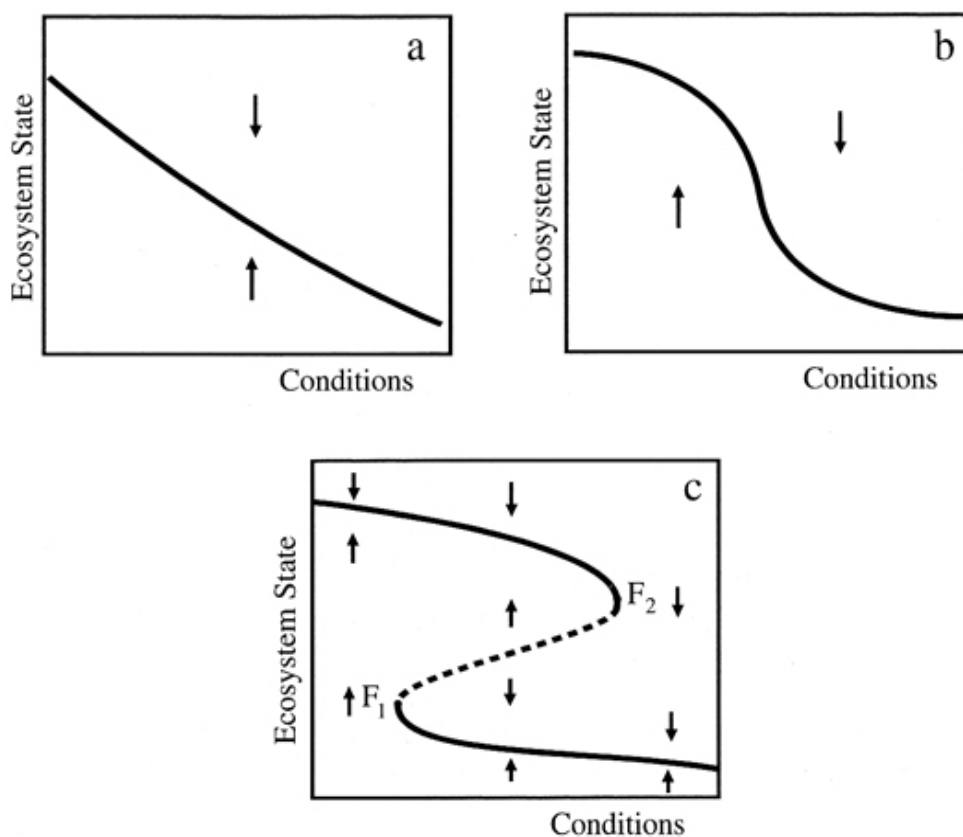 a
Ecosystem State
Conditions
b
Ecosystem State
Conditions
c
Ecosystem State
F₂
F₁
Conditions